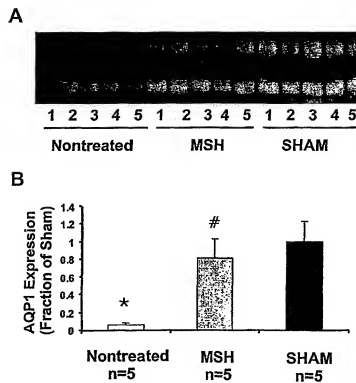 A
1 2 3 4 5 1 2 3 4 5 1 2 3 4 5
Nontreated MSH SHAM
B
AQP1 Expression
(Fraction of Sham)
1.4
1.2
1
0.8
0.6
0.4
0.2
0
*
#
Nontreated MSH SHAM
n=5 n=5 n=5